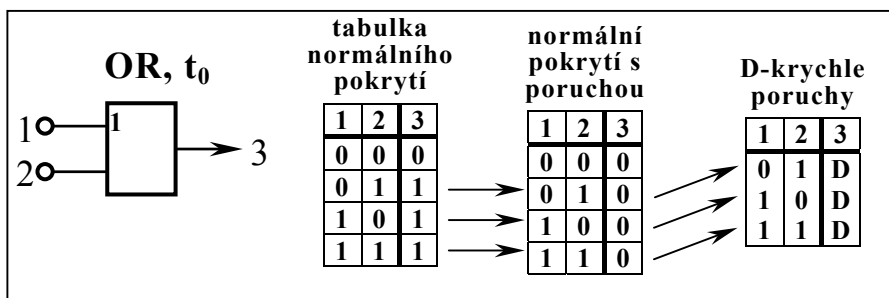 OR, t0
1
1
2
3
tabulka
normálního
pokrytí
1 2 3
0 0 0
0 1 1
1 0 1
1 1 1
normální
pokrytí s
poruchou
1 2 3
0 0 0
0 1 0
1 0 0
1 1 0
D-krychle
poruchy
1 2 3
0 1 D
1 0 D
1 1 D